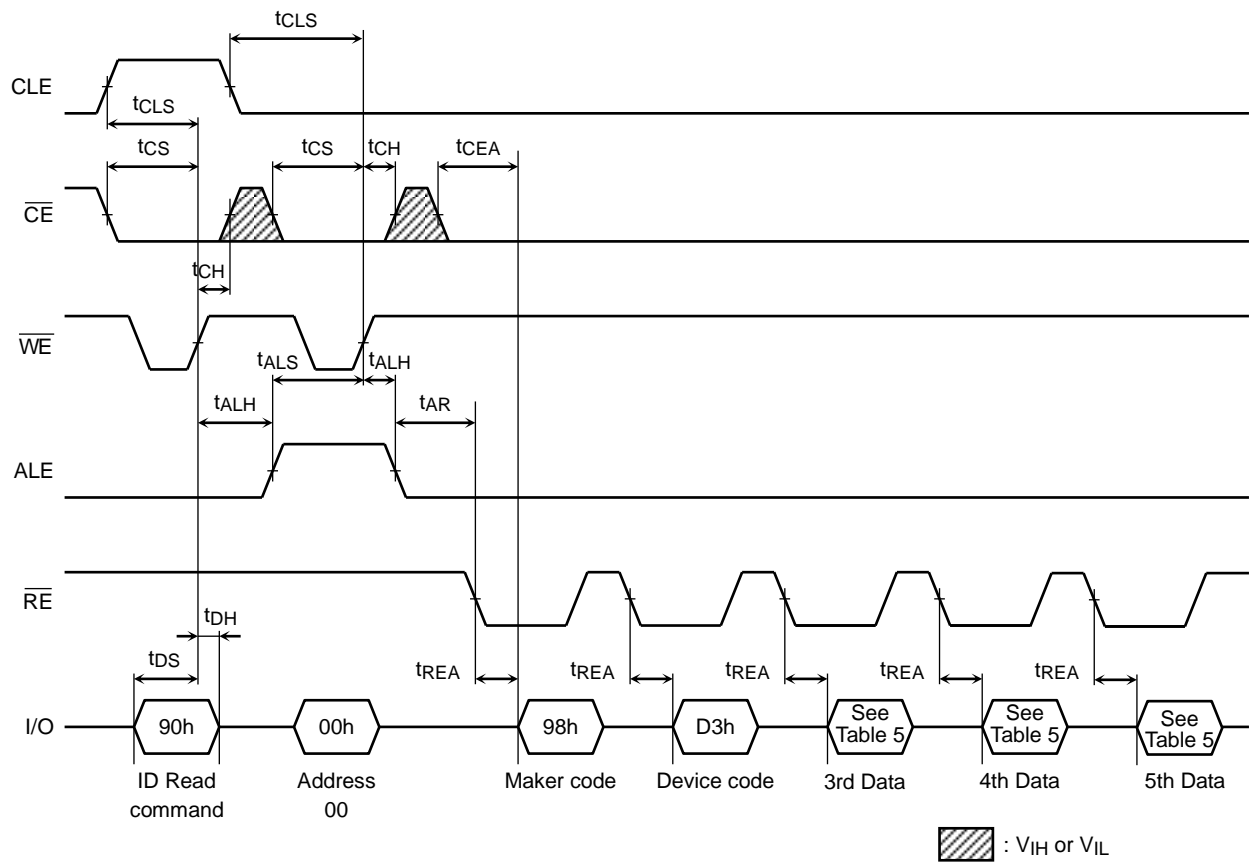 tCLS
CLE
tCLS
tCS tCS tCH tCEA
CE
tCH
WE
tALS tALH
tALH tAR
ALE
RE
tDH
tDS tREA tREA tREA tREA tREA
I/O 90h 00h 98h D3h See Table 5 See Table 5 See Table 5
ID Read command Address 00 Maker code Device code 3rd Data 4th Data 5th Data
: VIH or VIL